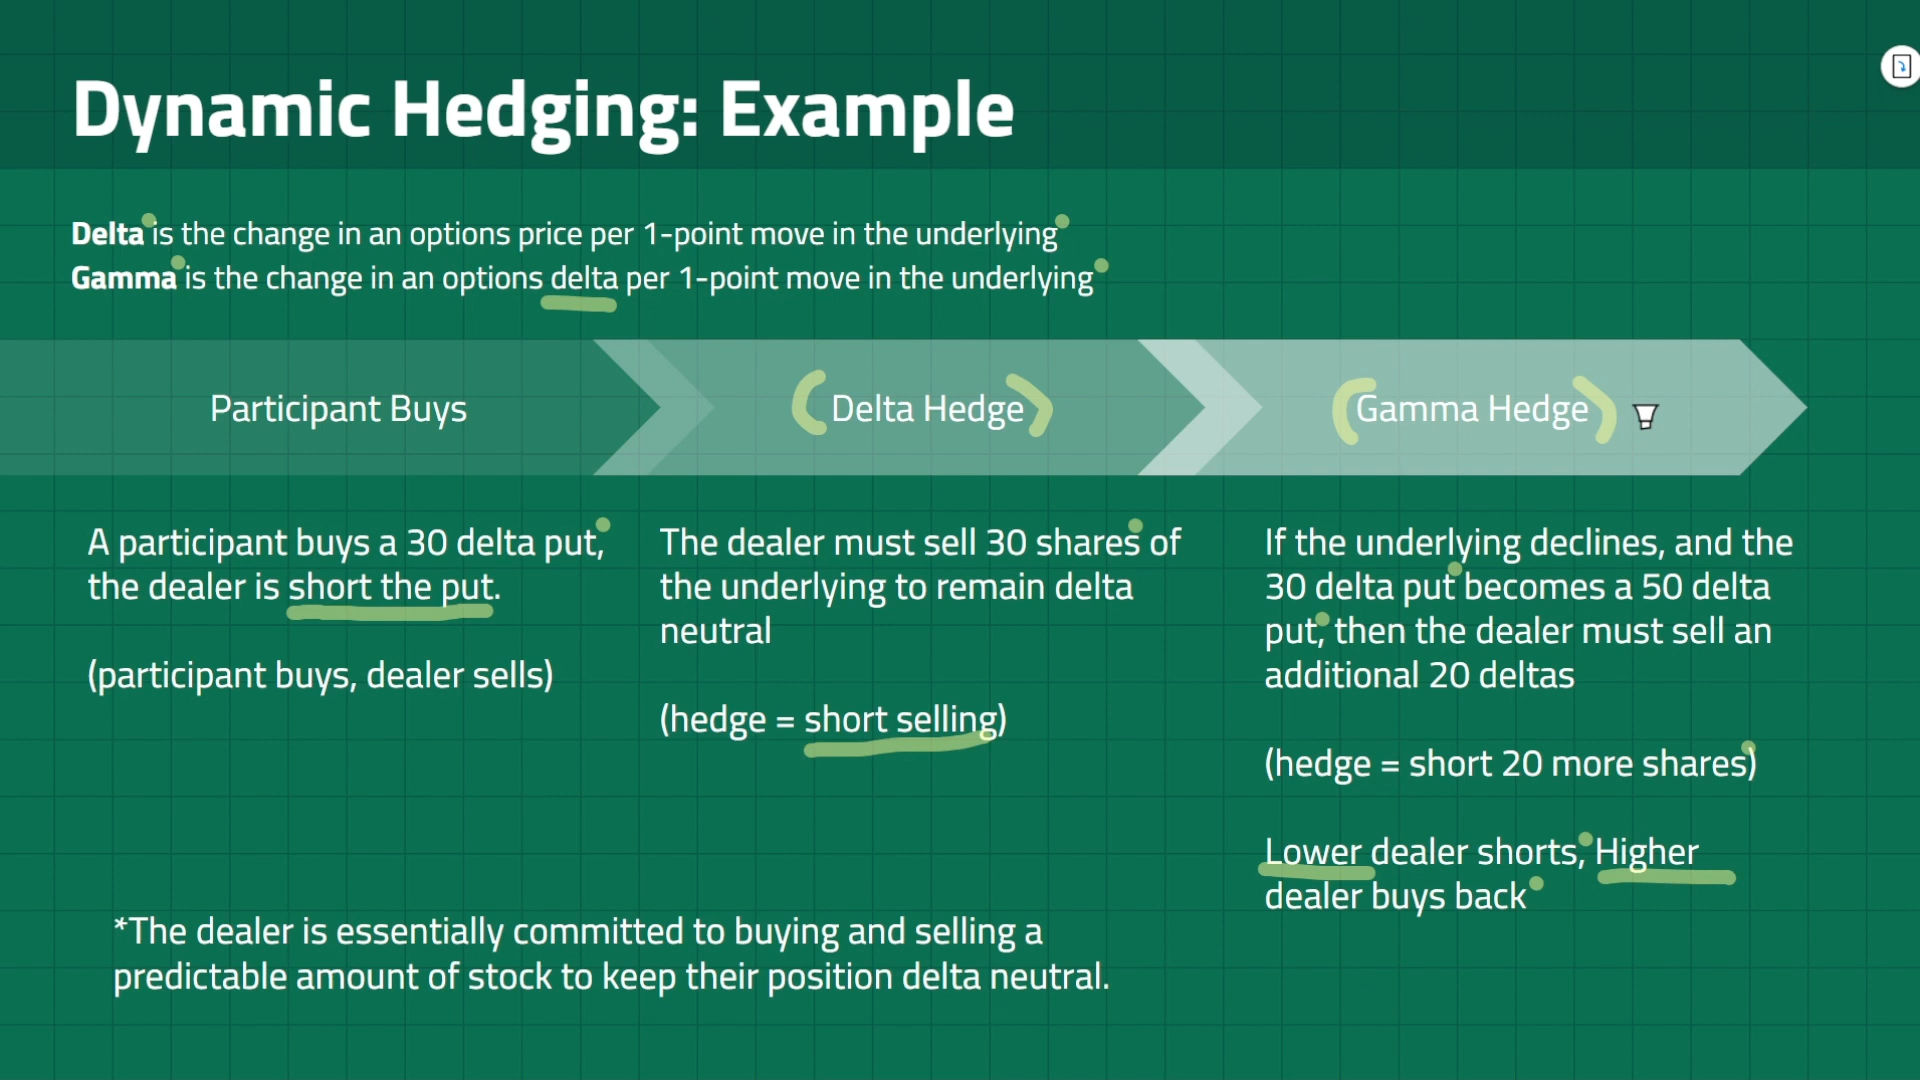 Dynamic Hedging: Example
Delta is the change in an options price per 1-point move in the underlying
Gamma is the change in an options delta per 1-point move in the underlying
Participant Buys
Delta Hedge
Gamma Hedge
A participant buys a 30 delta put,
the dealer is short the put.
(participant buys, dealer sells)
The dealer must sell 30 shares of
the underlying to remain delta
neutral
(hedge = short selling)
If the underlying declines, and the
30 delta put becomes a 50 delta
put, then the dealer must sell an
additional 20 deltas
(hedge = short 20 more shares)
Lower dealer shorts, Higher
dealer buys back
*The dealer is essentially committed to buying and selling a
predictable amount of stock to keep their position delta neutral.